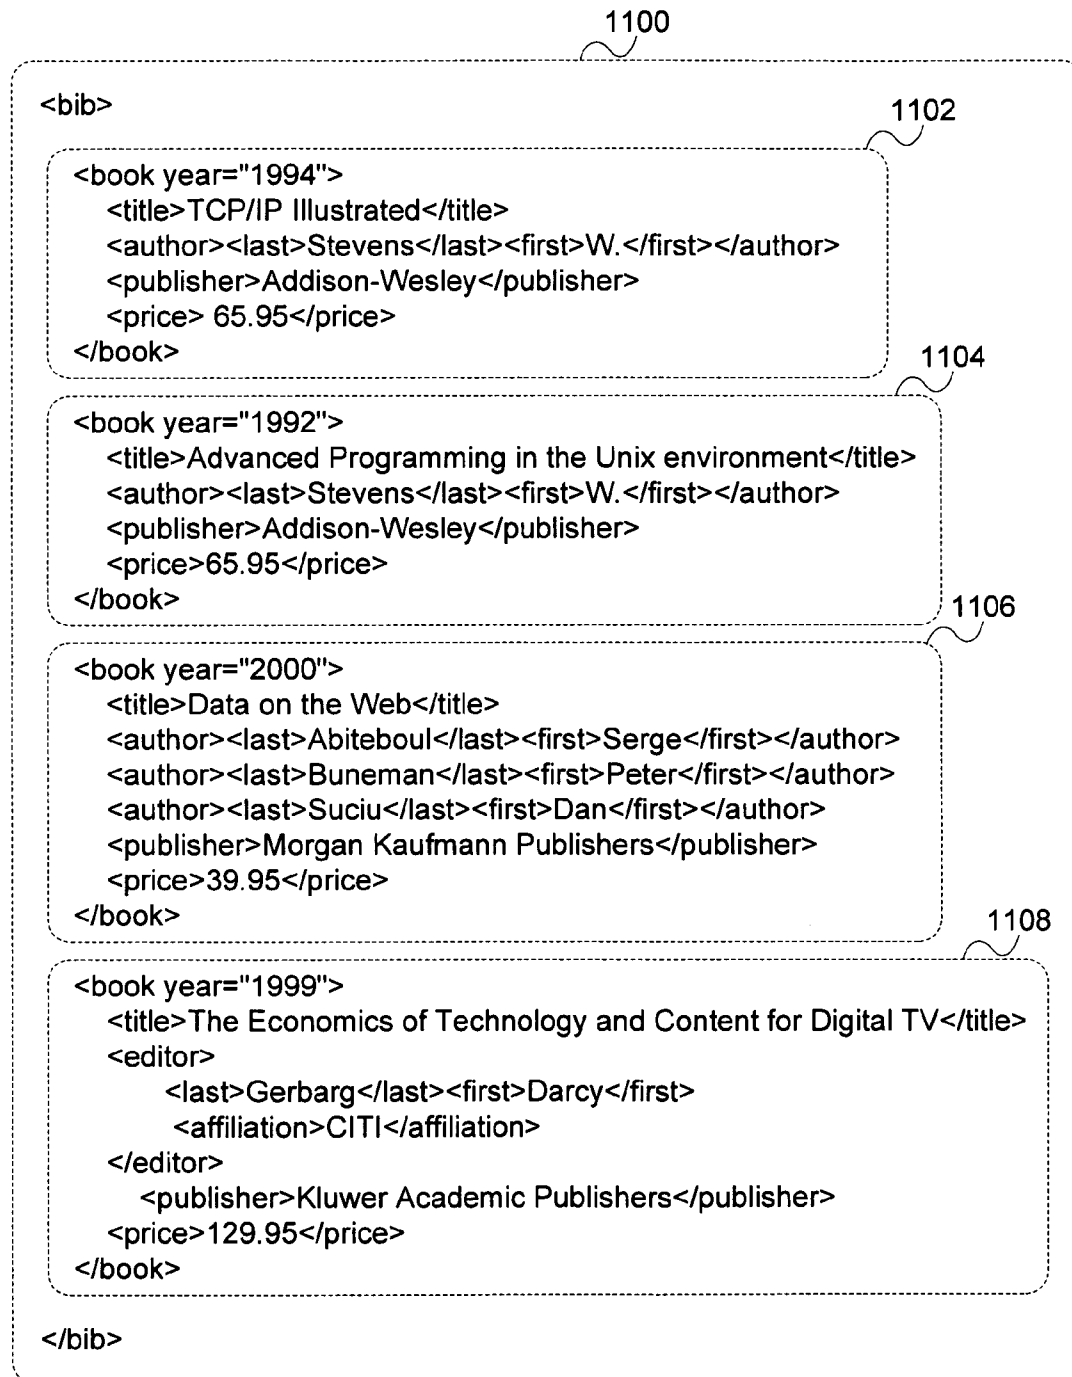 1100
<bib>
1102
<book year="1994">
<title>TCP/IP Illustrated</title>
<author><last>Stevens</last><first>W.</first></author>
<publisher>Addison-Wesley</publisher>
<price> 65.95</price>
</book>
1104
<book year="1992">
<title>Advanced Programming in the Unix environment</title>
<author><last>Stevens</last><first>W.</first></author>
<publisher>Addison-Wesley</publisher>
<price>65.95</price>
</book>
1106
<book year="2000">
<title>Data on the Web</title>
<author><last>Abiteboul</last><first>Serge</first></author>
<author><last>Buneman</last><first>Peter</first></author>
<author><last>Suciu</last><first>Dan</first></author>
<publisher>Morgan Kaufmann Publishers</publisher>
<price>39.95</price>
</book>
1108
<book year="1999">
<title>The Economics of Technology and Content for Digital TV</title>
<editor>
<last>Gerbarg</last><first>Darcy</first>
<affiliation>CITI</affiliation>
</editor>
<publisher>Kluwer Academic Publishers</publisher>
<price>129.95</price>
</book>
</bib>